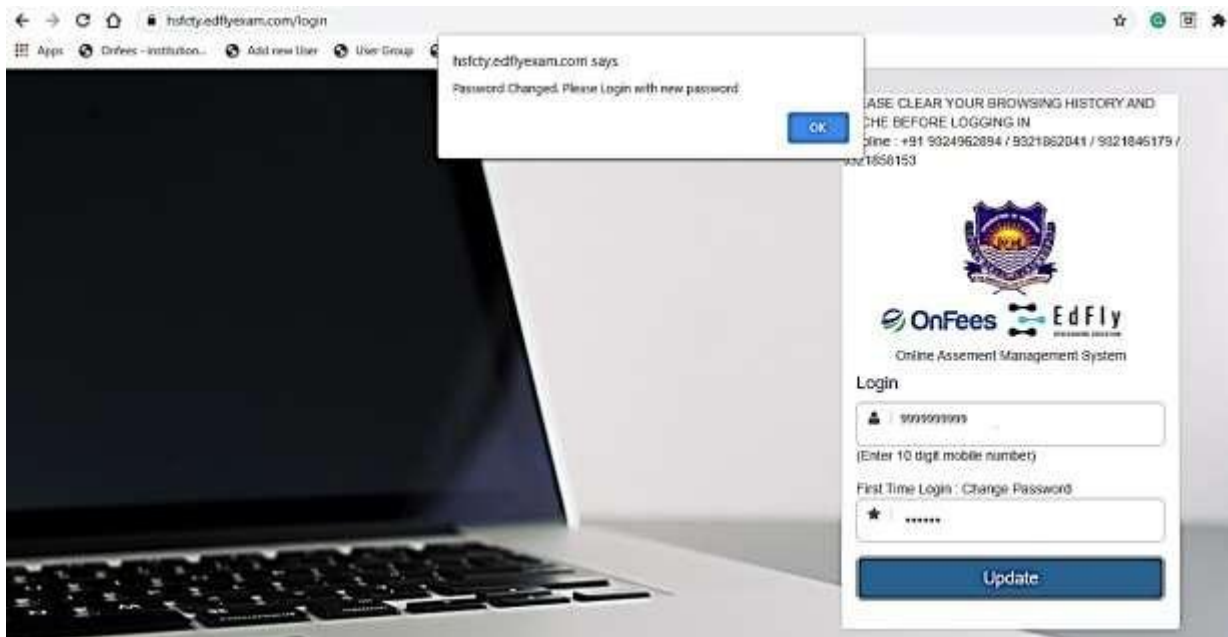 hsfcty.edflyexam.com/login
Apps Onfees - institution... Add new User User Group
hsfcty.edflyexam.com says
Password Changed. Please Login with new password
OK
EASE CLEAR YOUR BROWSING HISTORY AND
CHE BEFORE LOGGING IN
pline : +91 9324962894 / 9321862041 / 9321846179 /
9321858153
OnFees EdFly
Online Assement Management System
Login
9999999999
(Enter 10 digit mobile number)
First Time Login : Change Password
Update